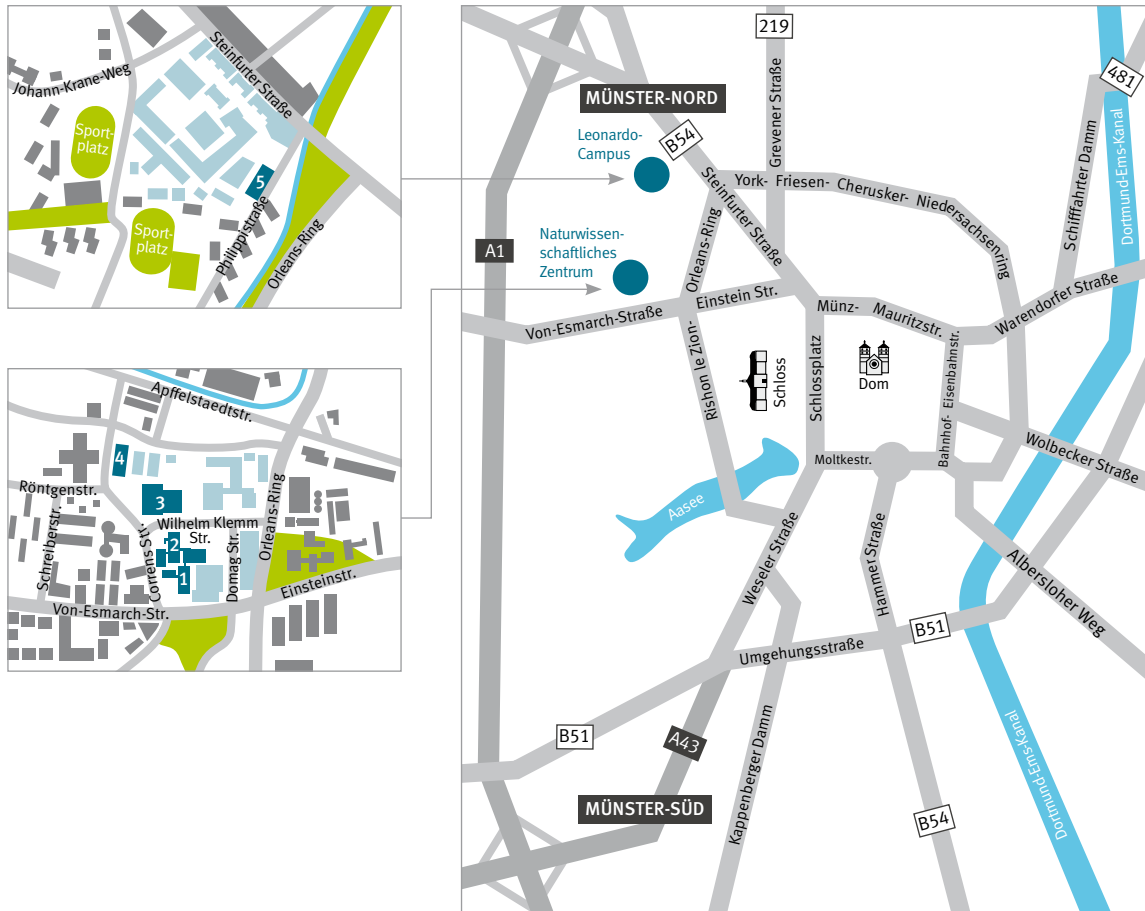 Steinfurter Straße
Johann-Krane-Weg
Sport-
platz
5
Sport-
platz
Philippistraße
Orleans-Ring
Apffelstaedtstr.
4
Röntgenstr.
3
Orleans-Ring
Wilhelm Klemm
Str.
Schreiberstr.
Correns Str.
2
Domag Str.
1
Einsteinstr.
Von-Esmarch-Str.
219
481
MÜNSTER-NORD
Leonardo-
Campus
B54
Grevener Straße
Schifffahrter Damm
Dortmund-Ems-Kanal
Steinfurter Straße
York- Friesen- Cherusker- Niedersachsenring
A1
Naturwissen-
schaftliches
Zentrum
Orleans-Ring
Einstein Str.
Von-Esmarch-Straße
Münz- Mauritzstr.
Warendorfer Straße
Rishon le Zion-
Schloss
Schlossplatz
Dom
Bahnhof- Eisenbahnstr.
Wolbecker Straße
Moltkestr.
Aasee
Weseler Straße
Hammer Straße
Albersloher Weg
B51
Umgehungsstraße
B51
A43
Kappenberger Damm
Dortmund-Ems-Kanal
MÜNSTER-SÜD
B54